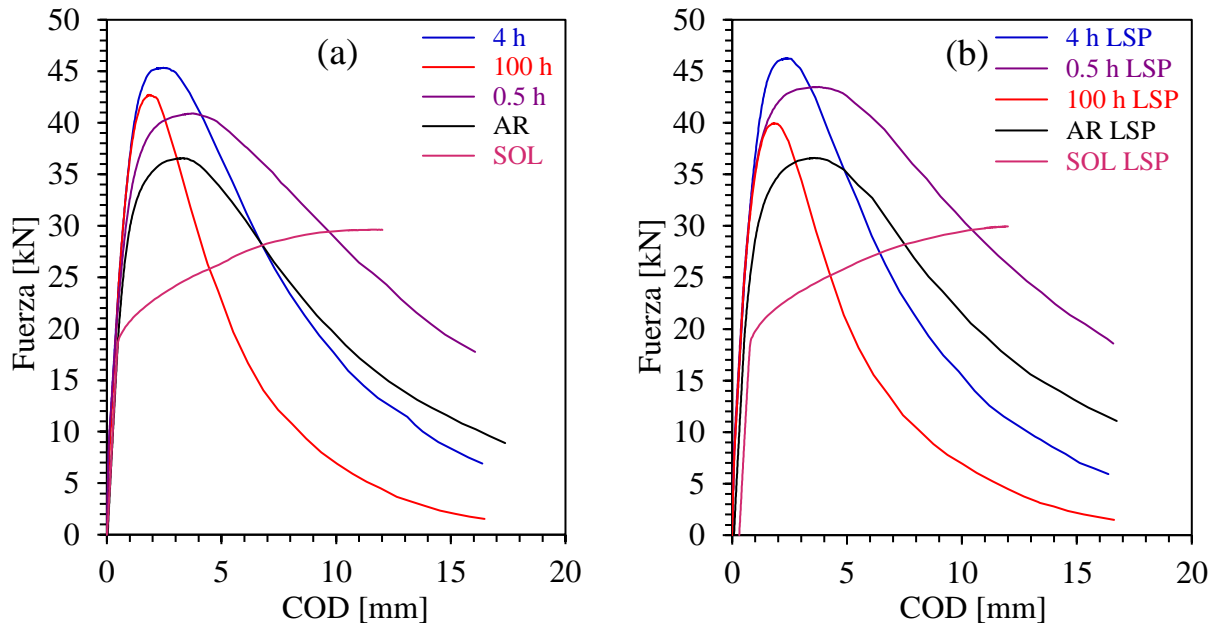 (a)
4 h
100 h
0.5 h
AR
SOL
Fuerza [kN]
50
45
40
35
30
25
20
15
10
5
0
0 5 10 15 20
COD [mm]
(b)
4 h LSP
0.5 h LSP
100 h LSP
AR LSP
SOL LSP
Fuerza [kN]
50
45
40
35
30
25
20
15
10
5
0
0 5 10 15 20
COD [mm]